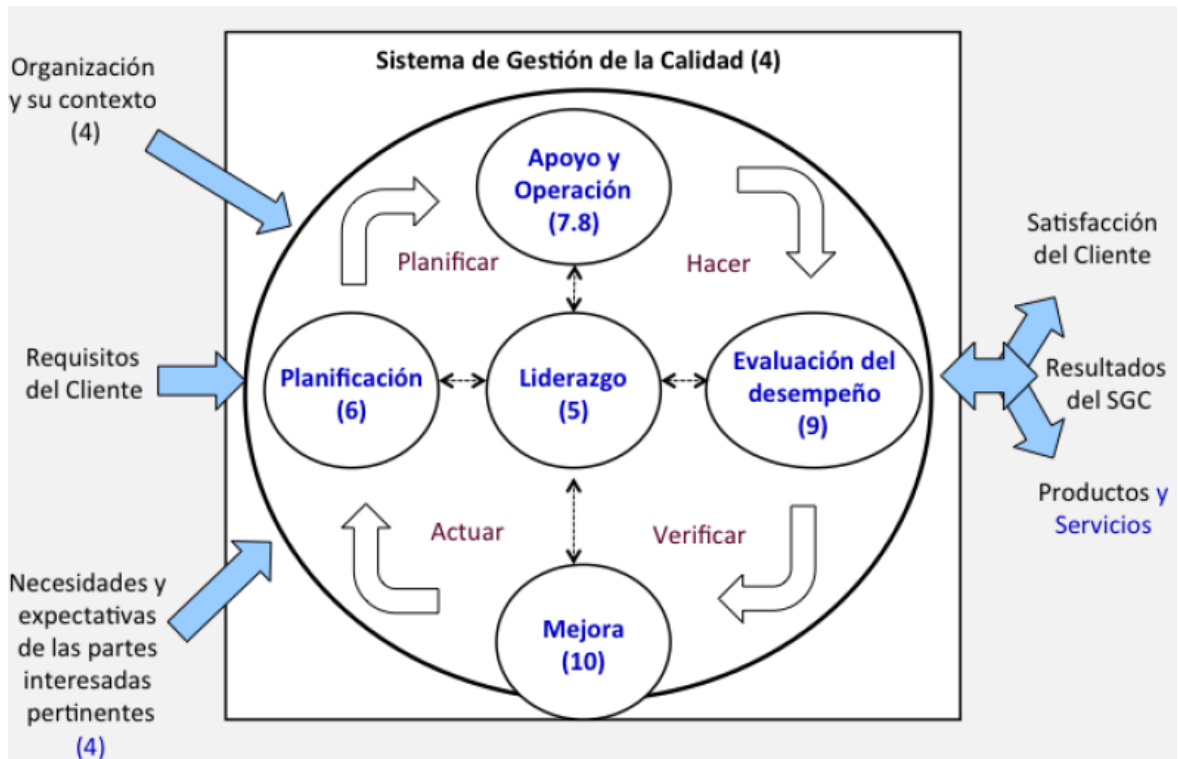 Sistema de Gestión de la Calidad (4)
Organización
y su contexto
(4)
Requisitos
del Cliente
Necesidades y
expectativas
de las partes
interesadas
pertinentes
(4)
Apoyo y
Operación
(7.8)
Planificar
Hacer
Planificación
(6)
Liderazgo
(5)
Evaluación del
desempeño
(9)
Actuar
Verificar
Mejora
(10)
Satisfacción
del Cliente
Resultados
del SGC
Productos y
Servicios